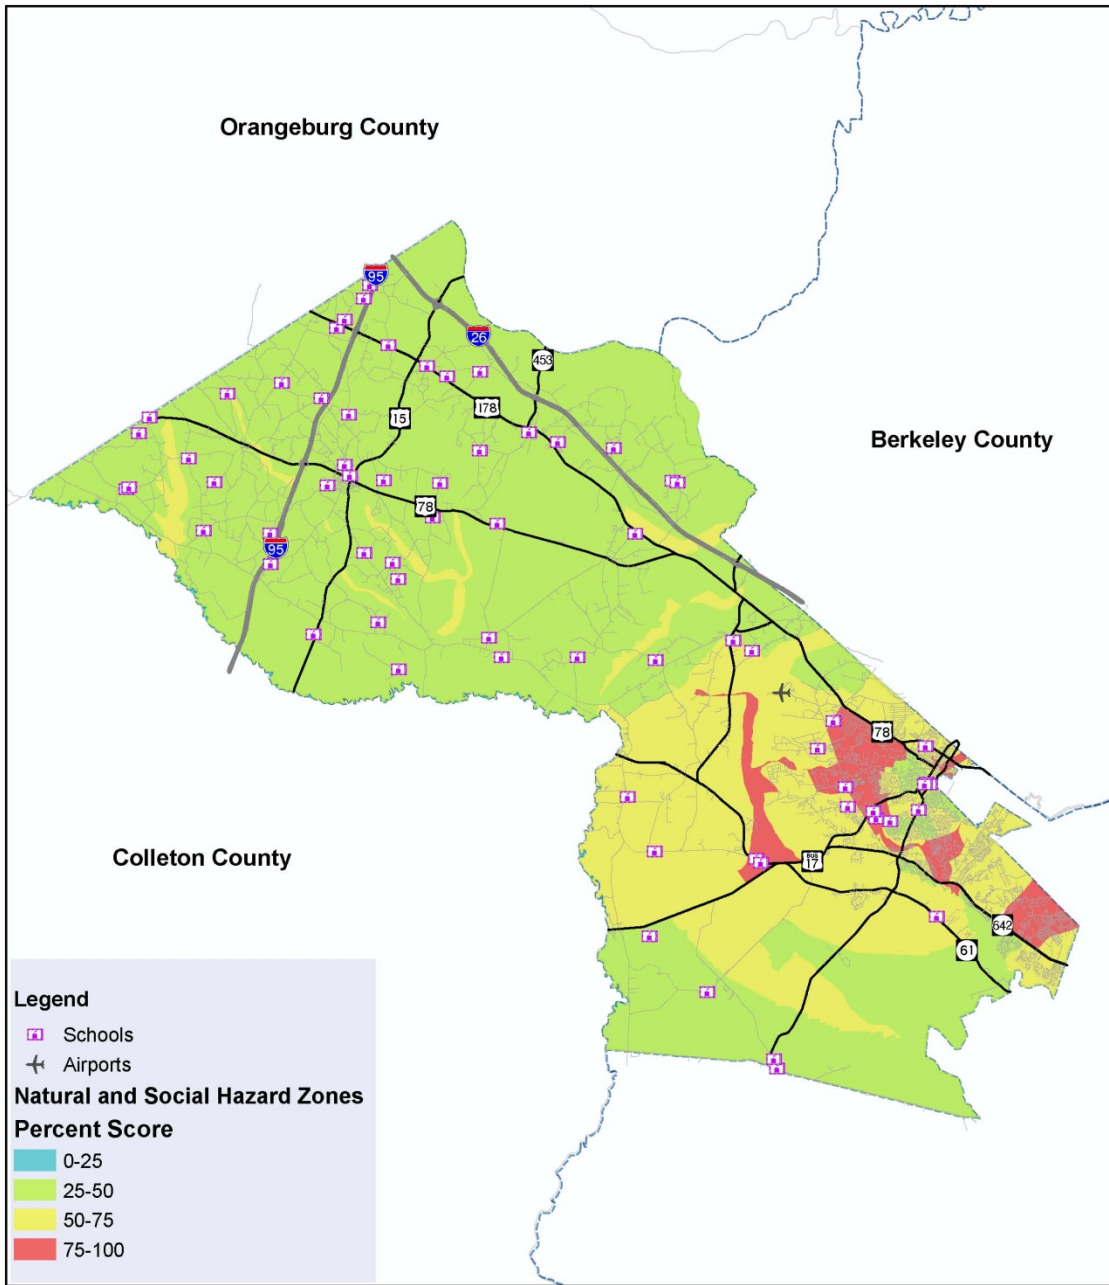 Orangeburg County
95
26
453
178
15
Berkeley County
78
95
78
Colleton County
BUS
17
642
61
Legend
Schools
Airports
Natural and Social Hazard Zones
Percent Score
0-25
25-50
50-75
75-100